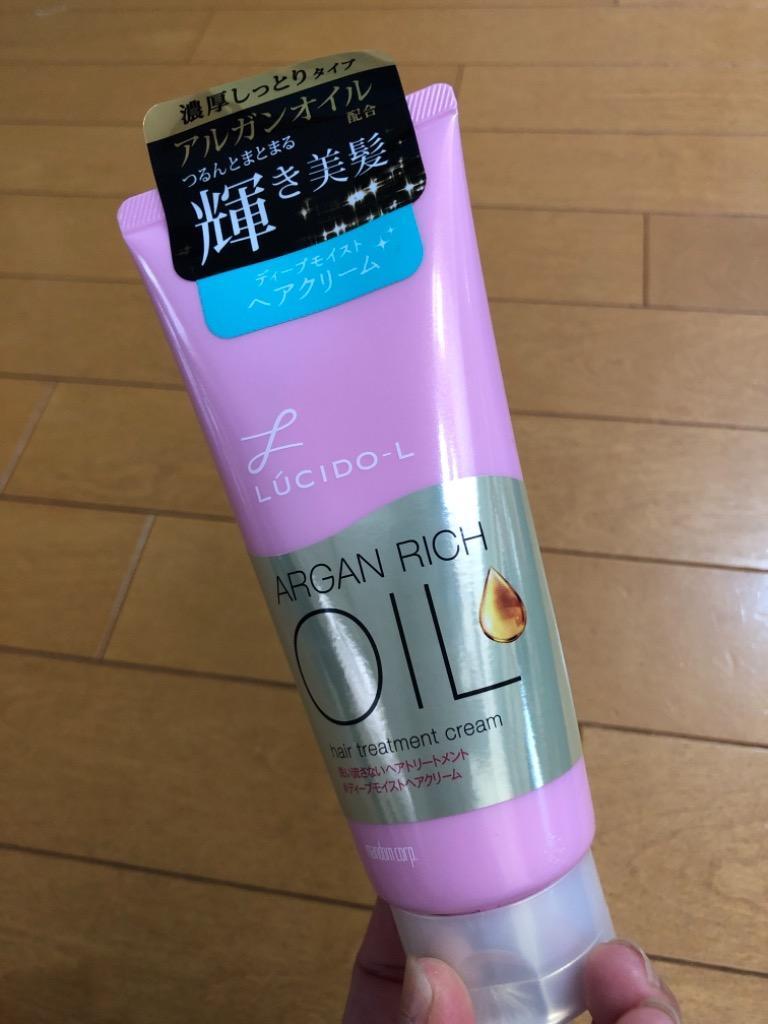 濃厚しっとりタイプ
アルガンオイル配合
つるんとまとまる
輝き美髪
ディープモイスト
ヘアクリーム
LÚCIDO-L
ARGAN RICH
OIL
hair treatment cream
洗い流さないヘアトリートメント
#ディープモイストヘアクリーム
mandom corp.